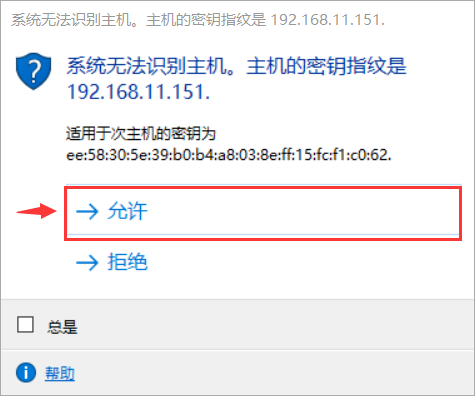 系统无法识别主机。主机的密钥指纹是 192.168.11.151.
系统无法识别主机。主机的密钥指纹是
192.168.11.151.
适用于次主机的密钥为
ee:58:30:5e:39:b0:b4:a8:03:8e:ff:15:fc:f1:c0:62.
允许
拒绝
总是
帮助